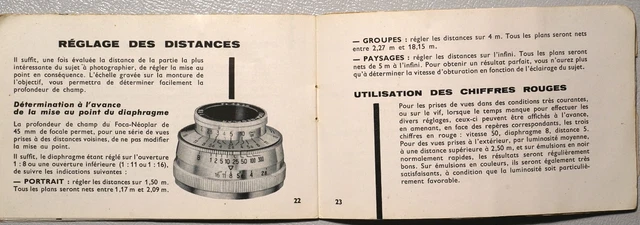 RÉGLAGE DES DISTANCES
Il suffit, une fois évaluée la distance de la partie la plus
intéressante du sujet à photographier, de régler la mise au
point en conséquence. L'échelle gravée sur la monture de
l'objectif, vous permettra de déterminer facilement la
profondeur de champ.
Détermination à l'avance
de la mise au point du diaphragme
La profondeur de champ du Foca-Néoplar de
45 mm de focale permet, pour une série de vues
prises à des distances voisines, de ne pas modifier
la mise au point.
Il suffit, le diaphragme étant réglé sur l'ouverture
1 : 8 ou une ouverture inférieure (1 : 11 ou 1 : 16),
de suivre les indications suivantes :
— PORTRAIT : régler les distances sur 1,50 m.
Tous les plans seront nets entre 1,17 m et 2,09 m.
22
— GROUPES : régler les distances sur 4 m. Tous les plans seront nets
entre 2,27 m et 18,15 m.
— PAYSAGES : régler les distances sur l'infini. Tous les plans seront
nets de 5 m à l'infini. Pour obtenir un résultat parfait, vous n'aurez plus
qu'à déterminer la vitesse d'obturation en fonction de l'éclairage du sujet.
UTILISATION DES CHIFFRES ROUGES
Pour les prises de vues dans des conditions très courantes,
ou sur le vif, lorsque le temps manque pour effectuer les
divers réglages, ceux-ci peuvent être affichés à l'avance,
en amenant, en face des repères correspondants, les trois
chiffres en rouge : vitesse 50, diaphragme 8, distance 5.
Pour des vues prises à l'extérieur, par luminosité moyenne,
à une distance supérieure à 2,50 m, et sur émulsions en noir
normalement rapides, les résultats seront régulièrement
bons. Sur émulsions en couleurs, ils seront également très
satisfaisants, à condition que la luminosité soit particuliè-
rement favorable.
23